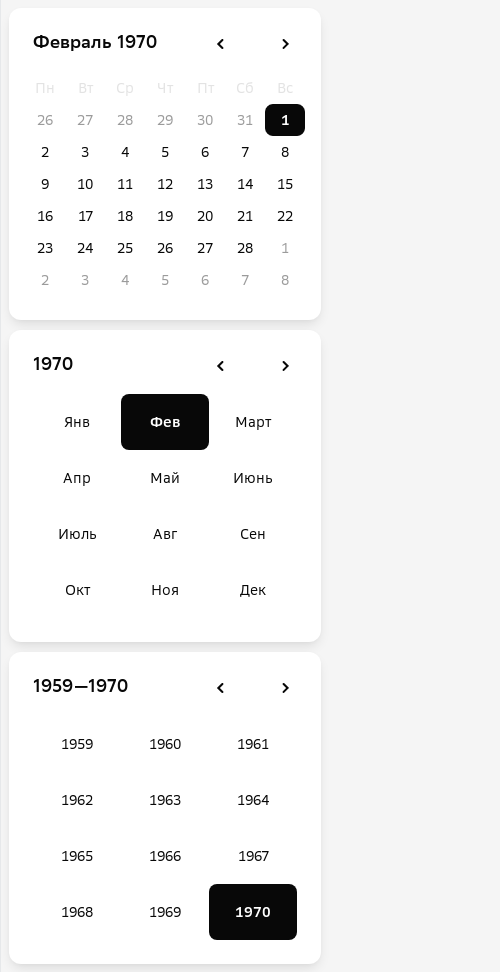 Февраль 1970
Пн Вт Ср Чт Пт Сб Вс
26 27 28 29 30 31 1
2 3 4 5 6 7 8
9 10 11 12 13 14 15
16 17 18 19 20 21 22
23 24 25 26 27 28 1
2 3 4 5 6 7 8
1970
Янв Фев Март
Апр Май Июнь
Июль Авг Сен
Окт Ноя Дек
1959—1970
1959 1960 1961
1962 1963 1964
1965 1966 1967
1968 1969 1970